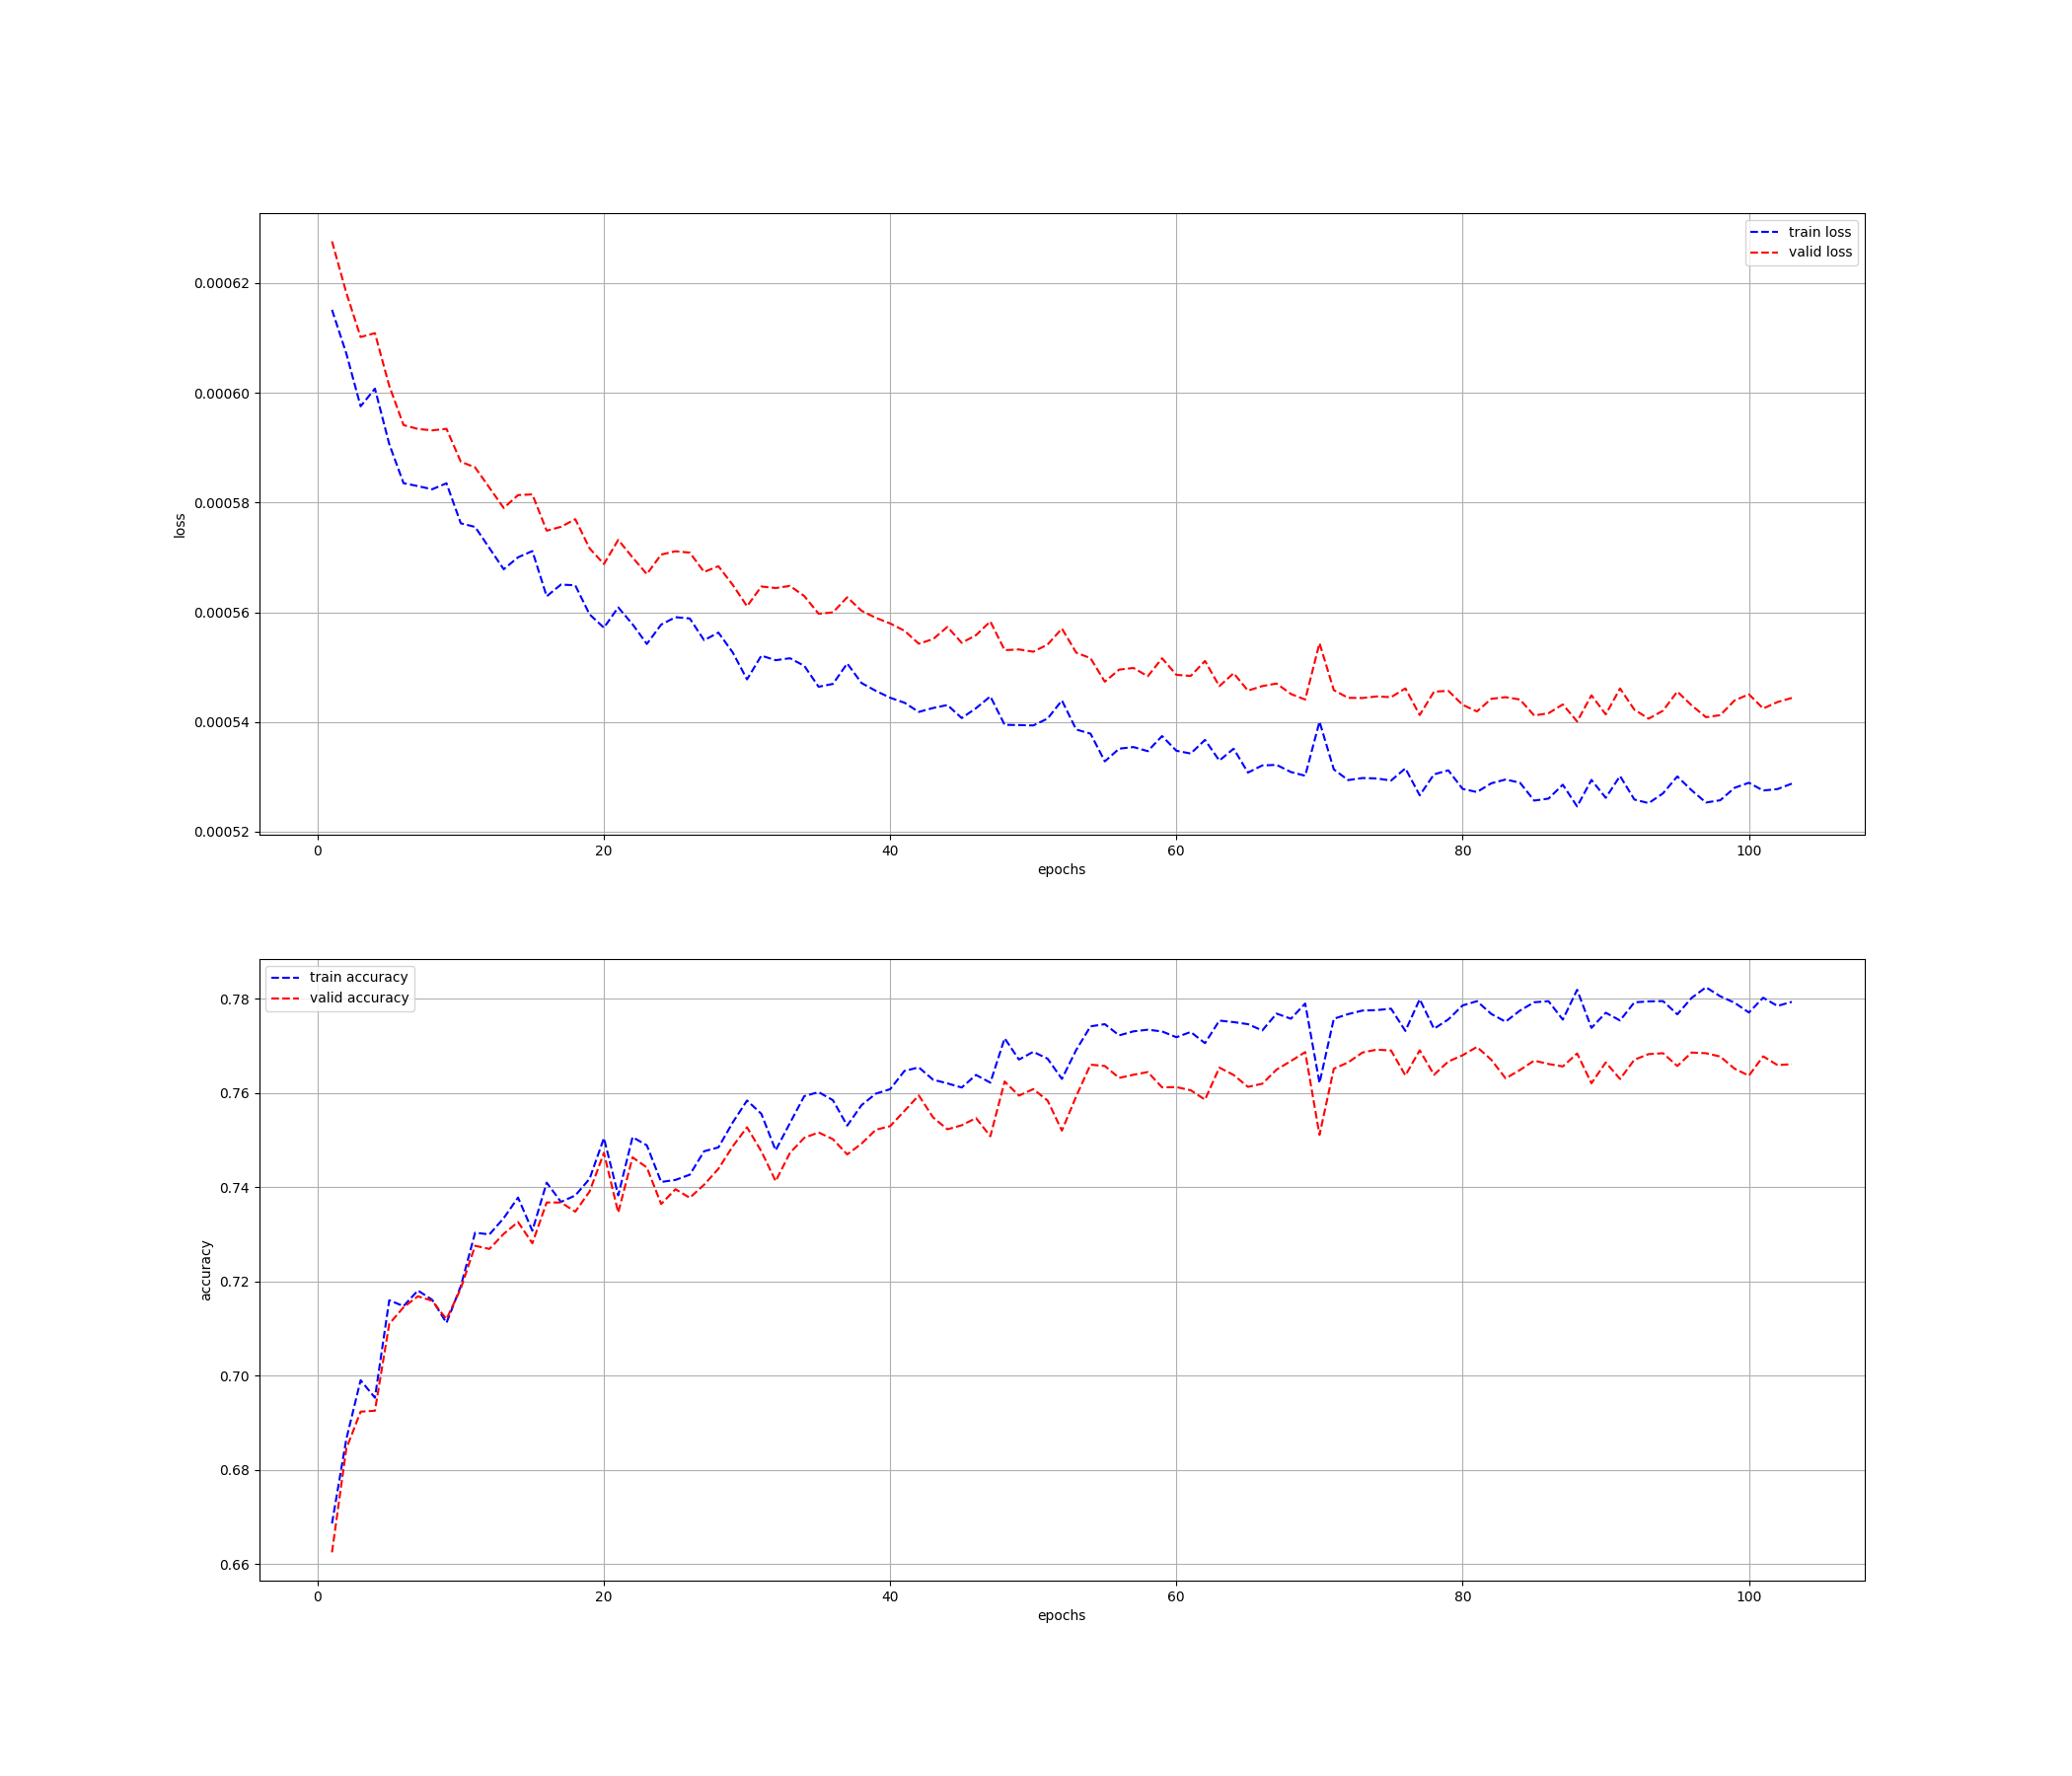 train loss
valid loss
0.00062
0.00060
0.00058
0.00056
0.00054
0.00052
loss
0 20 40 60 80 100
epochs
train accuracy
valid accuracy
0.78
0.76
0.74
0.72
0.70
0.68
0.66
accuracy
0 20 40 60 80 100
epochs